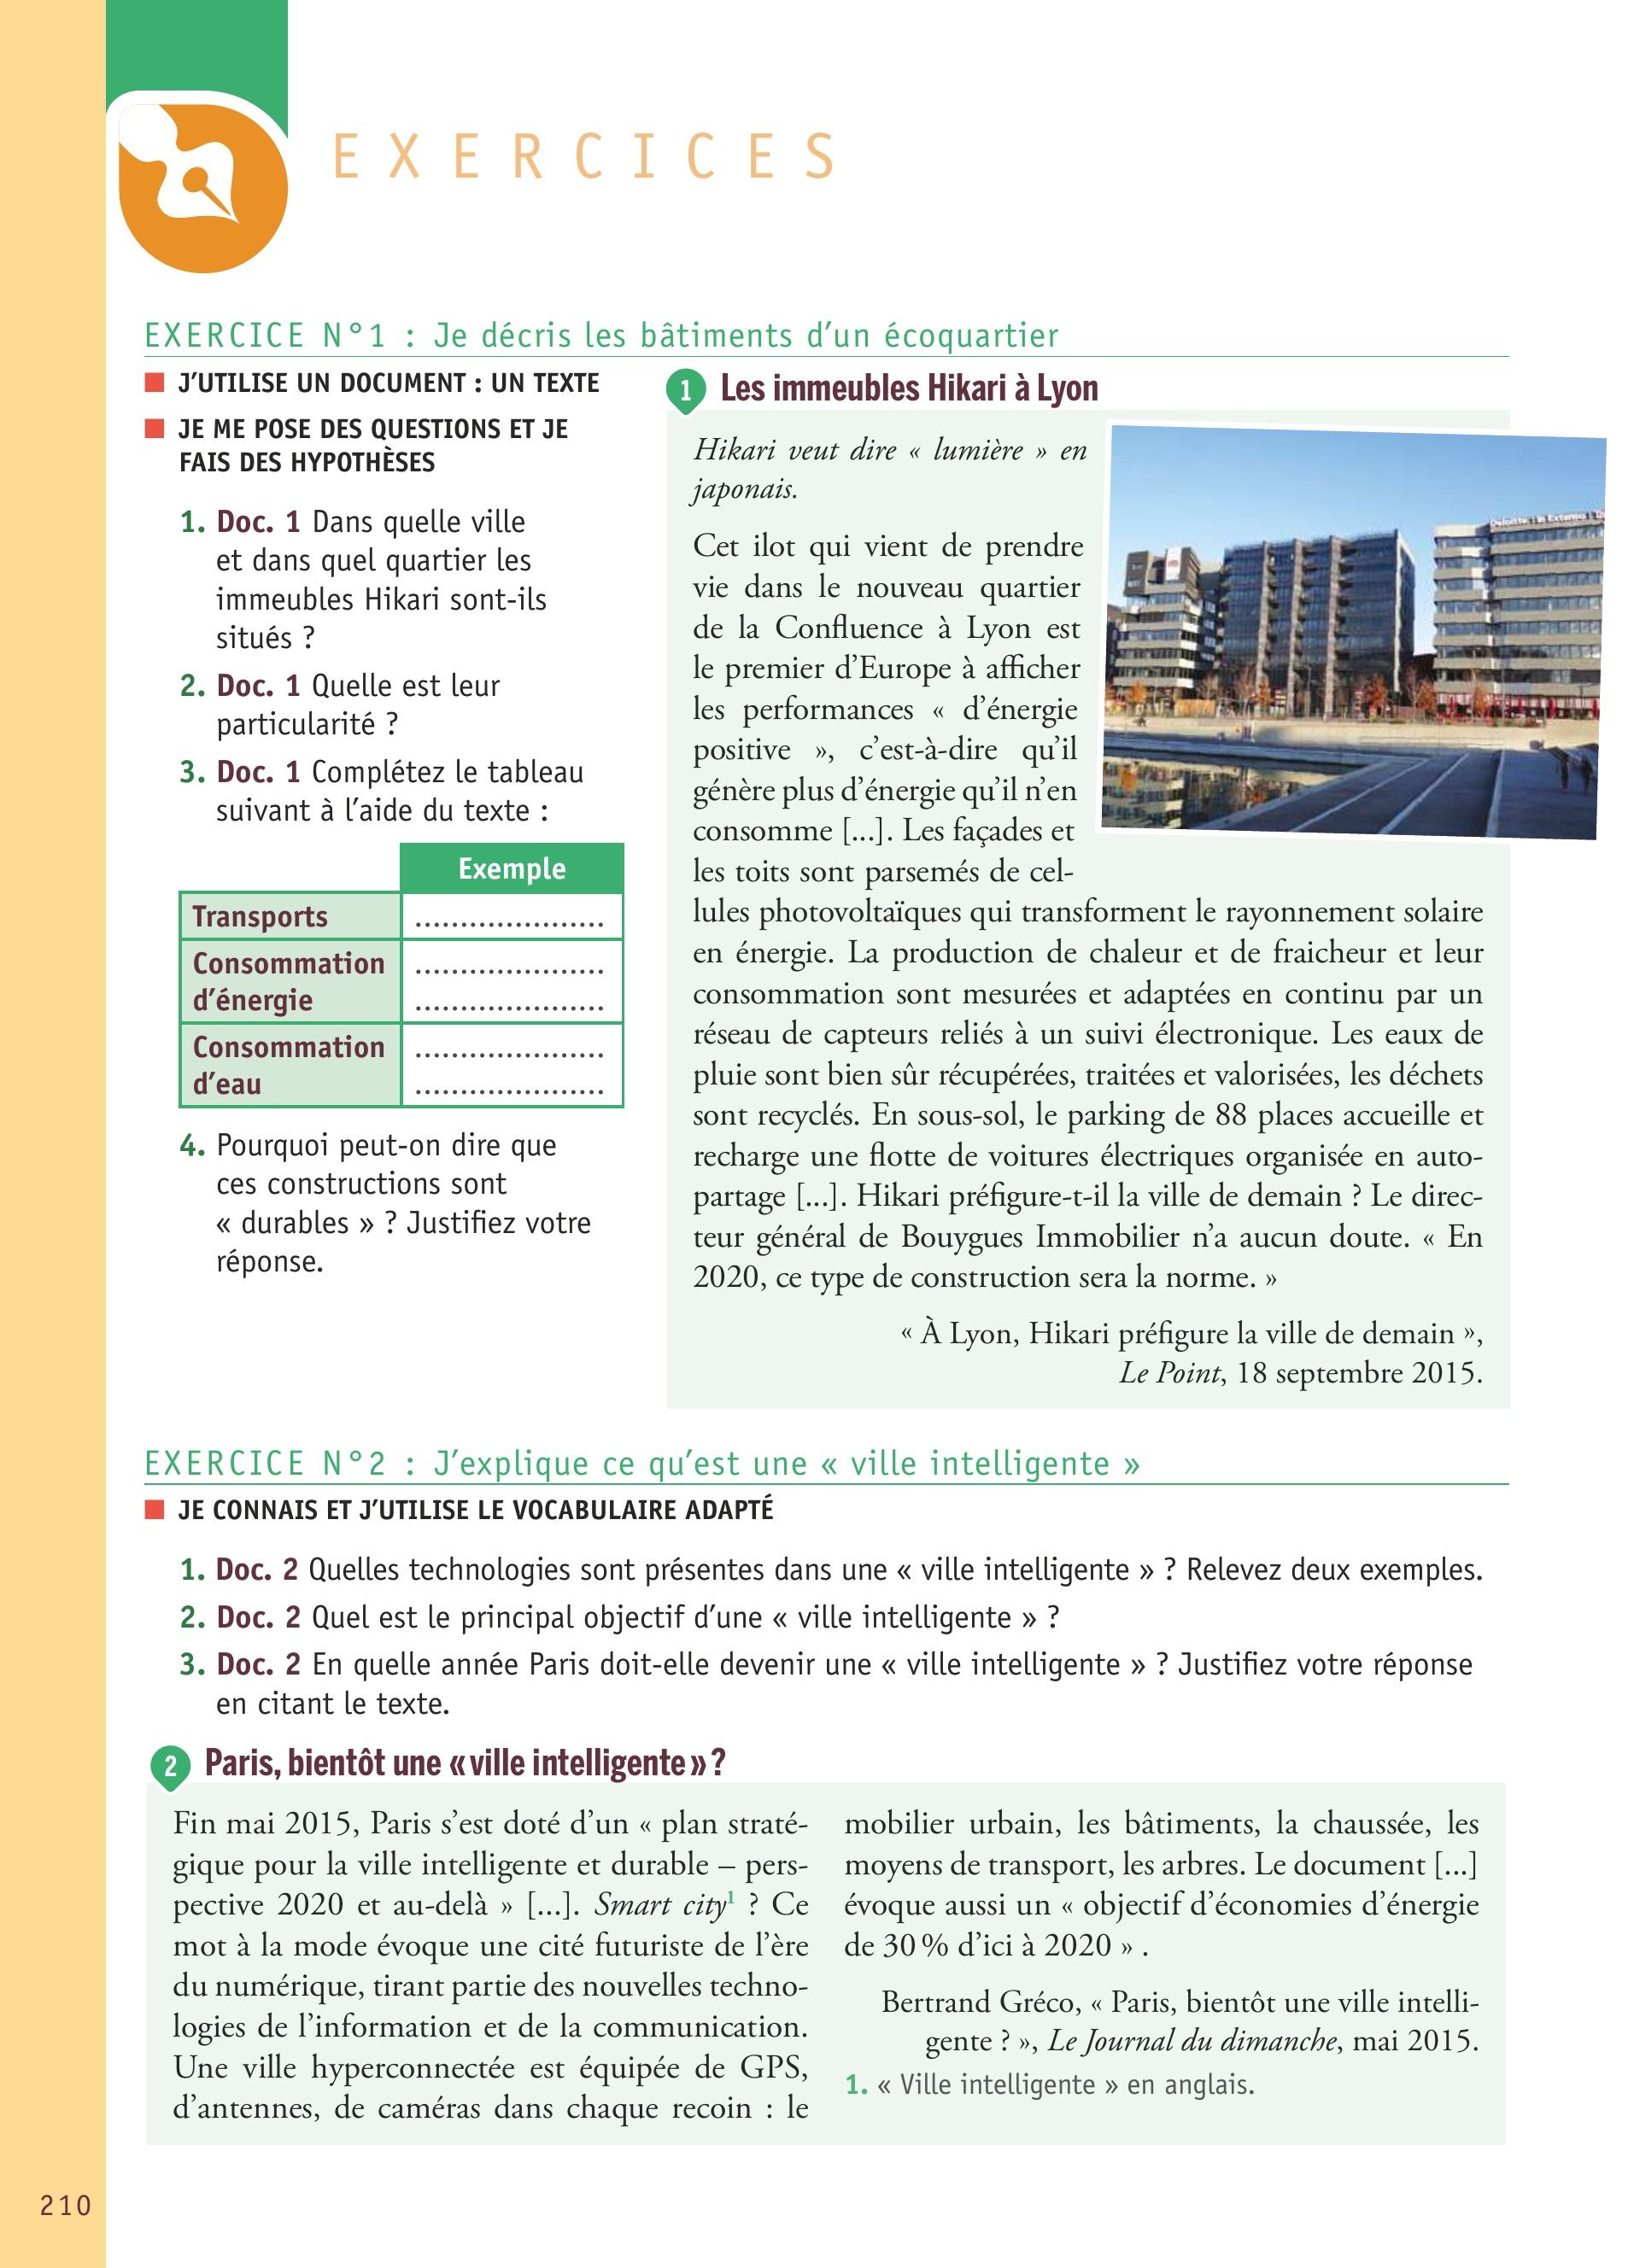 EXERCICES
EXERCICE N°1 : Je décris les bâtiments d’un écoquartier
■ J’UTILISE UN DOCUMENT : UN TEXTE
■ JE ME POSE DES QUESTIONS ET JE
FAIS DES HYPOTHÈSES
1. Doc. 1 Dans quelle ville
et dans quel quartier les
immeubles Hikari sont-ils
situés ?
2. Doc. 1 Quelle est leur
particularité ?
3. Doc. 1 Complétez le tableau
suivant à l’aide du texte :
Exemple
Transports .....................
Consommation .....................
d’énergie .....................
Consommation .....................
d’eau .....................
4. Pourquoi peut-on dire que
ces constructions sont
« durables » ? Justifiez votre
réponse.
1 Les immeubles Hikari à Lyon
Hikari veut dire « lumière » en
japonais.
Cet ilot qui vient de prendre
vie dans le nouveau quartier
de la Confluence à Lyon est
le premier d’Europe à afficher
les performances « d’énergie
positive », c’est-à-dire qu’il
génère plus d’énergie qu’il n’en
consomme [...]. Les façades et
les toits sont parsemés de cel-
lules photovoltaïques qui transforment le rayonnement solaire
en énergie. La production de chaleur et de fraicheur et leur
consommation sont mesurées et adaptées en continu par un
réseau de capteurs reliés à un suivi électronique. Les eaux de
pluie sont bien sûr récupérées, traitées et valorisées, les déchets
sont recyclés. En sous-sol, le parking de 88 places accueille et
recharge une flotte de voitures électriques organisée en auto-
partage [...]. Hikari préfigure-t-il la ville de demain ? Le direc-
teur général de Bouygues Immobilier n’a aucun doute. « En
2020, ce type de construction sera la norme. »
« À Lyon, Hikari préfigure la ville de demain »,
Le Point, 18 septembre 2015.
EXERCICE N°2 : J’explique ce qu’est une « ville intelligente »
■ JE CONNAIS ET J’UTILISE LE VOCABULAIRE ADAPTÉ
1. Doc. 2 Quelles technologies sont présentes dans une « ville intelligente » ? Relevez deux exemples.
2. Doc. 2 Quel est le principal objectif d’une « ville intelligente » ?
3. Doc. 2 En quelle année Paris doit-elle devenir une « ville intelligente » ? Justifiez votre réponse
en citant le texte.
2 Paris, bientôt une « ville intelligente » ?
Fin mai 2015, Paris s’est doté d’un « plan straté-
gique pour la ville intelligente et durable – pers-
pective 2020 et au-delà » [...]. Smart city¹ ? Ce
mot à la mode évoque une cité futuriste de l’ère
du numérique, tirant partie des nouvelles techno-
logies de l’information et de la communication.
Une ville hyperconnectée est équipée de GPS,
d’antennes, de caméras dans chaque recoin : le
mobilier urbain, les bâtiments, la chaussée, les
moyens de transport, les arbres. Le document [...]
évoque aussi un « objectif d’économies d’énergie
de 30 % d’ici à 2020 » .
Bertrand Gréco, « Paris, bientôt une ville intelli-
gente ? », Le Journal du dimanche, mai 2015.
1. « Ville intelligente » en anglais.
210